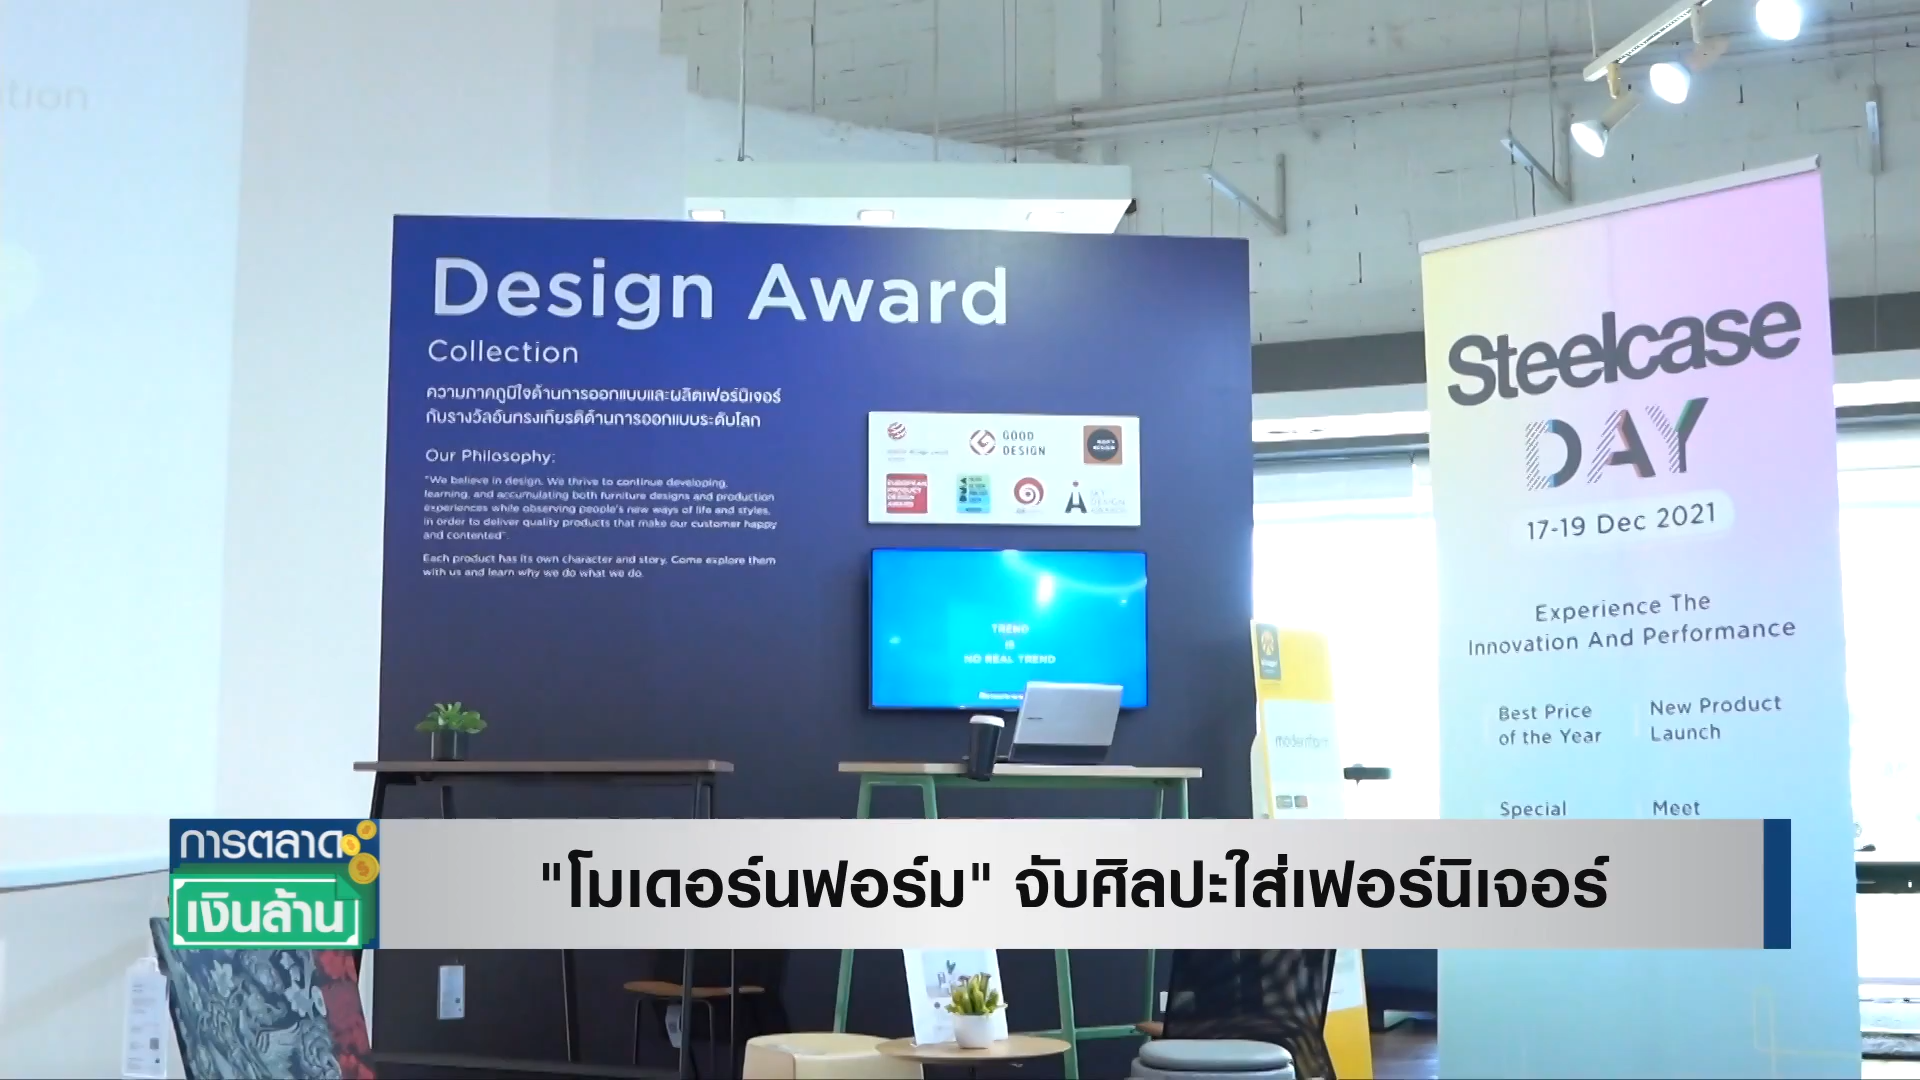 Design Award
Collection
ความภาคภูมิใจด้านการออกแบบและผลิตเฟอร์นิเจอร์
กับรางวัลอันทรงเกียรติด้านการออกแบบระดับโลก
Our Philosophy:
"We believe in design. We thrive to continue developing,
learning, and accumulating both furniture designs and production
experiences while observing people's new ways of life and styles,
in order to deliver quality products that make our customer happy
and contented".
Each product has its own character and story. Come explore them
with us and learn why we do what we do.
GOOD
DESIGN
EUROPEAN
PRODUCT
DESIGN
AWARD
TREND
IS
NO REAL TREND
modernform
Steelcase
DAY
17-19 Dec 2021
Experience The
Innovation And Performance
Best Price
of the Year
New Product
Launch
Special
Meet
การตลาด
เงินล้าน
"โมเดอร์นฟอร์ม" จับศิลปะใส่เฟอร์นิเจอร์